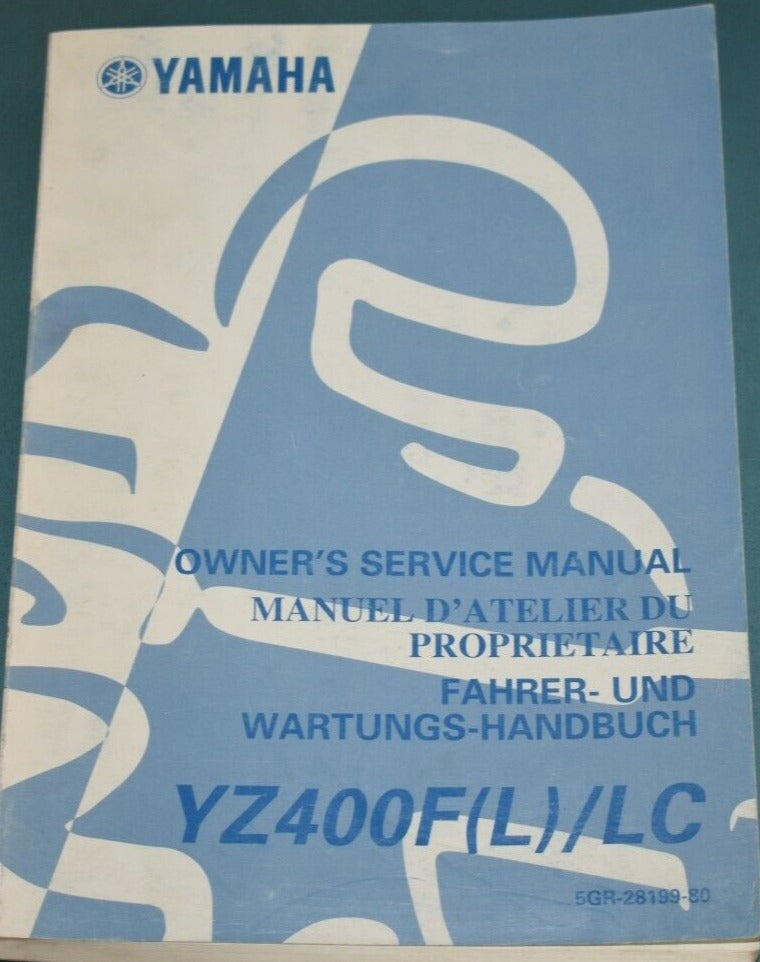 YAMAHA
OWNER'S SERVICE MANUAL
MANUEL D'ATELIER DU
PROPRIETAIRE
FAHRER- UND
WARTUNGS-HANDBUCH
YZ400F(L)/LC
5GR-28199-80